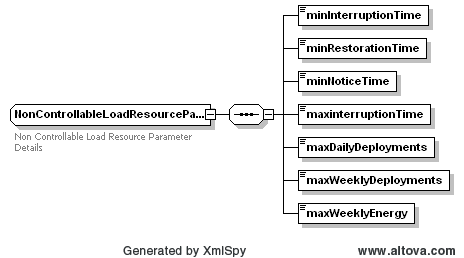 minInterruptionTime
minRestorationTime
minNoticeTime
NonControllableLoadResourcePa...
maxinterruptionTime
Non Controllable Load Resource Parameter
Details
maxDailyDeployments
maxWeeklyDeployments
maxWeeklyEnergy
Generated by XmlSpy
www.altova.com